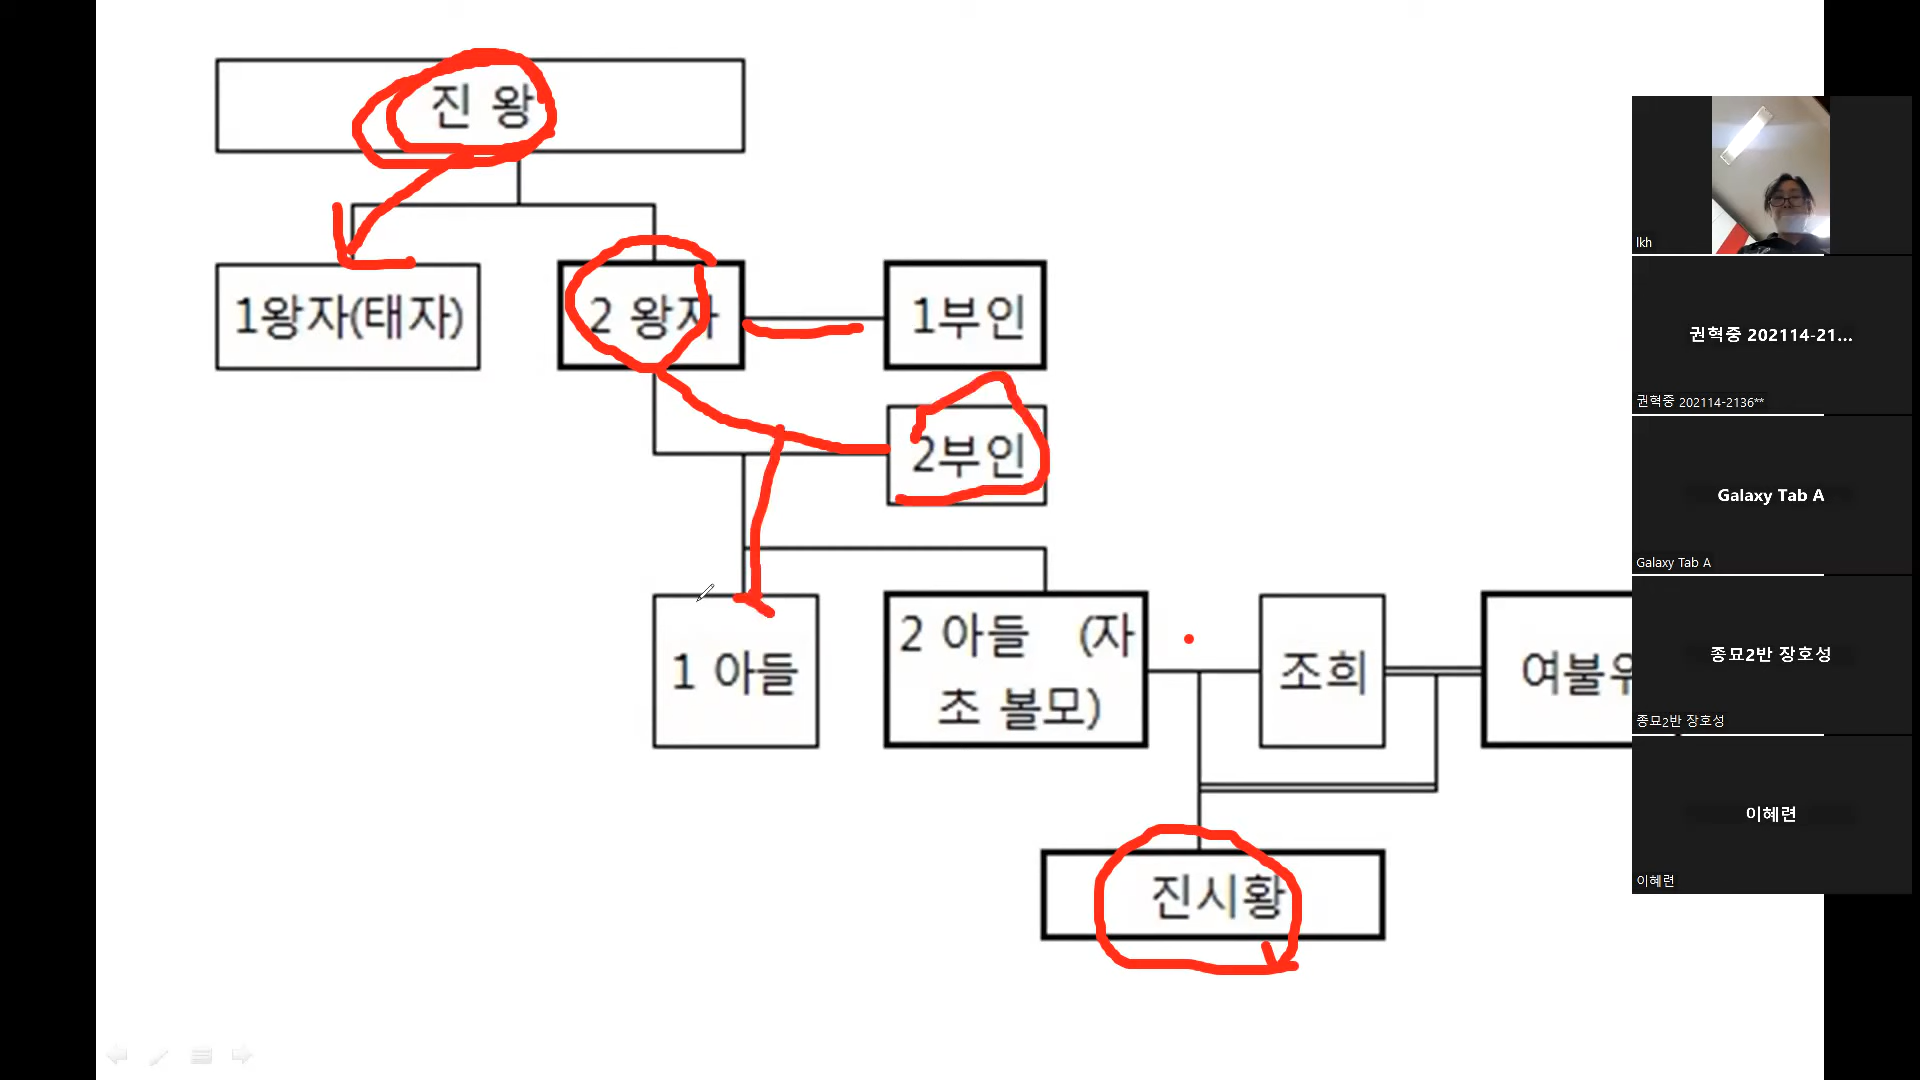 진 왕
1왕자(태자)
2 왕자
1부인
2부인
1 아들
2 아들 (자
초 볼모)
조희
여불
진시황
lkh
권혁중 202114-21...
권혁중 202114-2136**
Galaxy Tab A
Galaxy Tab A
종묘2반 장호성
종묘2반 장호성
이혜련
이혜련